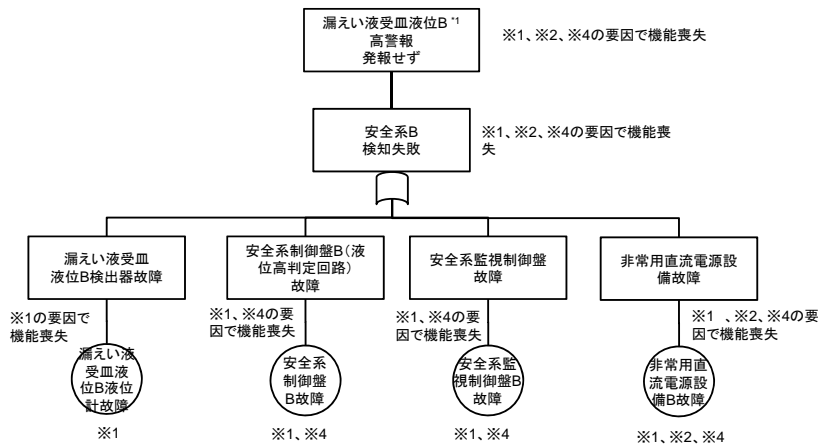 漏えい液受皿液位B *1
高警報
発報せず
※1、※2、※4の要因で機能喪失
安全系B
検知失敗
※1、※2、※4の要因で機能喪
失
漏えい液受皿
液位B検出器故障
安全系制御盤B（液
位高判定回路）
故障
安全系監視制御盤
故障
非常用直流電源設
備故障
※1の要因で
機能喪失
※1、※4の要
因で機能喪失
※1、※4の要
因で機能喪失
※1 、※2、※4の要
因で機能喪失
漏えい液
受皿液
位B液位
計故障
安全系
制御盤
B故障
安全系監
視制御盤B
故障
非常用直
流電源設
備B故障
※1
※1、※4
※1、※4
※1、※2、※4